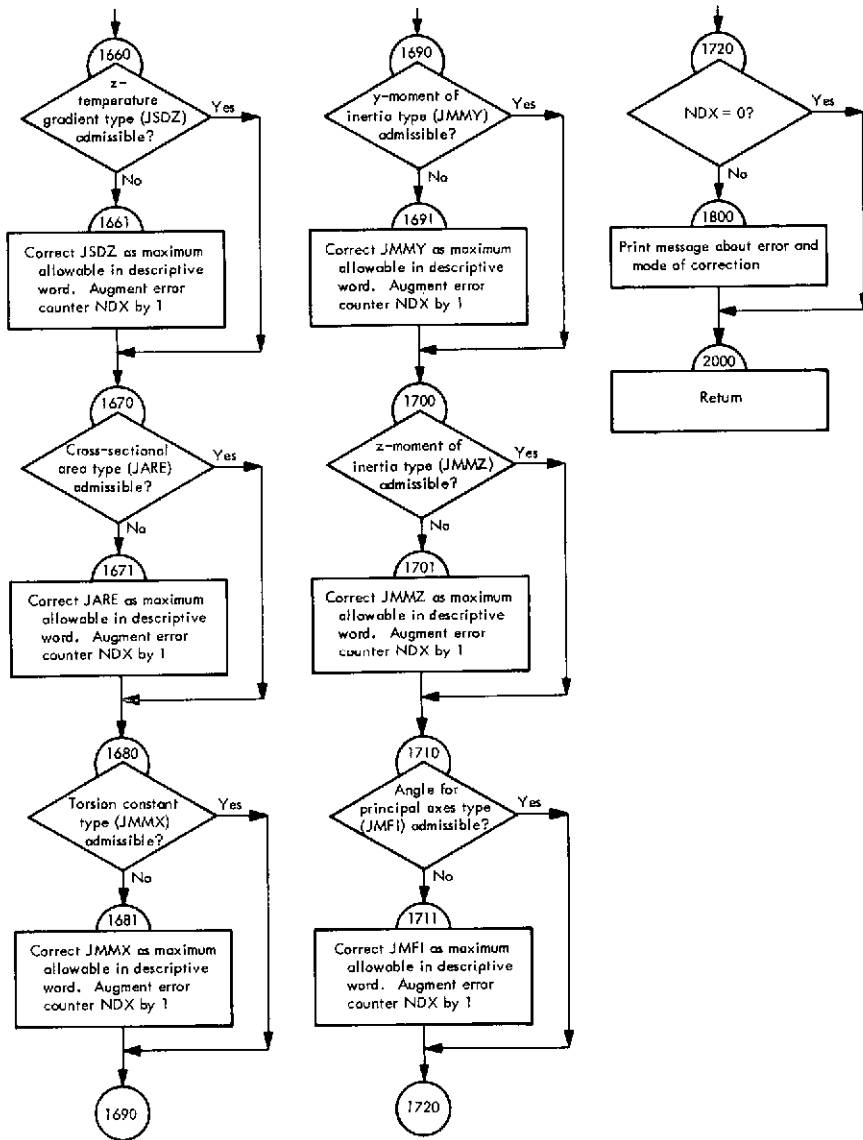 1660
z-
temperature
gradient type (JSDZ)
admissible?
Yes
No
1661
Correct JSDZ as maximum
allowable in descriptive
word. Augment error
counter NDX by 1
1670
Cross-sectional
area type (JARE)
admissible?
Yes
No
1671
Correct JARE as maximum
allowable in descriptive
word. Augment error
counter NDX by 1
1680
Torsion constant
type (JMMX)
admissible?
Yes
No
1681
Correct JMMX as maximum
allowable in descriptive
word. Augment error
counter NDX by 1
1690
1690
y-moment of
inertia type (JMMY)
admissible?
Yes
No
1691
Correct JMMY as maximum
allowable in descriptive
word. Augment error
counter NDX by 1
1700
z-moment of
inertia type (JMMZ)
admissible?
Yes
No
1701
Correct JMMZ as maximum
allowable in descriptive
word. Augment error
counter NDX by 1
1710
Angle for
principal axes type
(JMFI) admissible?
Yes
No
1711
Correct JMFI as maximum
allowable in descriptive
word. Augment error
counter NDX by 1
1720
1720
NDX = 0?
Yes
No
1800
Print message about error and
mode of correction
2000
Return